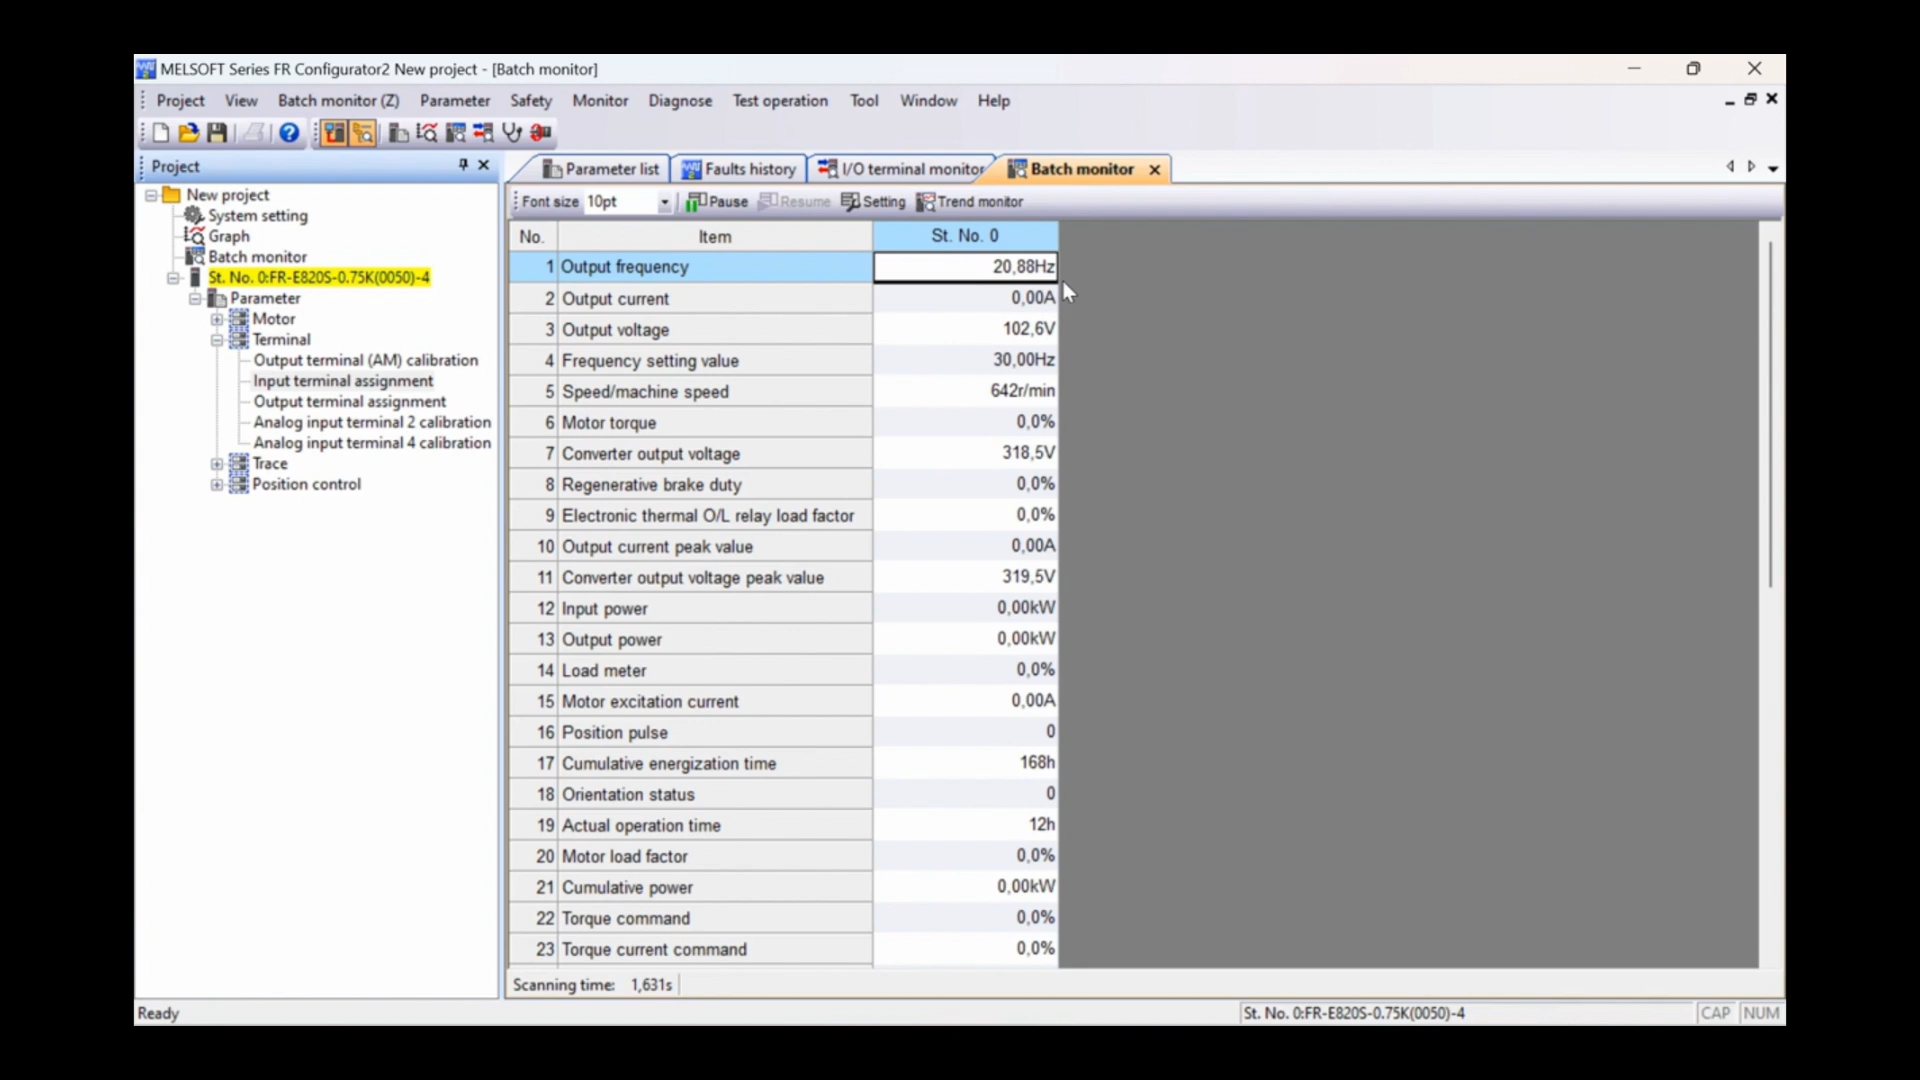 MELSOFT Series FR Configurator2 New project - [Batch monitor]
Project View Batch monitor (Z) Parameter Safety Monitor Diagnose Test operation Tool Window Help
Project
New project
System setting
Graph
Batch monitor
St. No. 0:FR-E820S-0.75K(0050)-4
Parameter
Motor
Terminal
Output terminal (AM) calibration
Input terminal assignment
Output terminal assignment
Analog input terminal 2 calibration
Analog input terminal 4 calibration
Trace
Position control
Parameter list Faults history I/O terminal monitor Batch monitor
Font size 10pt Pause Resume Setting Trend monitor
No. Item St. No. 0
1 Output frequency 20,88Hz
2 Output current 0,00A
3 Output voltage 102,6V
4 Frequency setting value 30,00Hz
5 Speed/machine speed 642r/min
6 Motor torque 0,0%
7 Converter output voltage 318,5V
8 Regenerative brake duty 0,0%
9 Electronic thermal O/L relay load factor 0,0%
10 Output current peak value 0,00A
11 Converter output voltage peak value 319,5V
12 Input power 0,00kW
13 Output power 0,00kW
14 Load meter 0,0%
15 Motor excitation current 0,00A
16 Position pulse 0
17 Cumulative energization time 168h
18 Orientation status 0
19 Actual operation time 12h
20 Motor load factor 0,0%
21 Cumulative power 0,00kW
22 Torque command 0,0%
23 Torque current command 0,0%
Scanning time: 1,631s
Ready St. No. 0:FR-E820S-0.75K(0050)-4 CAP NUM